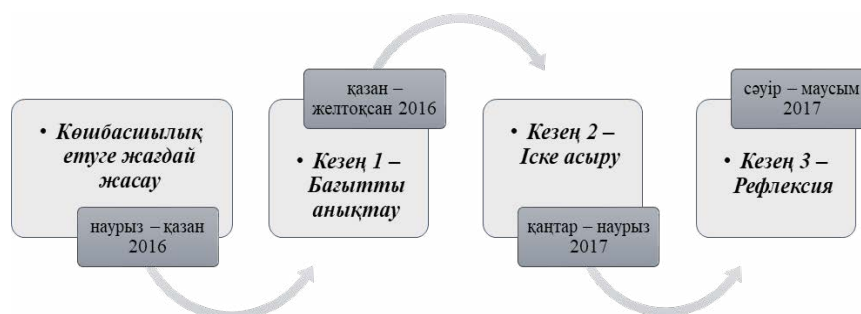 • Көшбасшылық
етуге жағдай
жасау
наурыз – қазан
2016
қазан –
желтоқсан 2016
• Кезең 1 –
Бағытты
анықтау
• Кезең 2 –
Іске асыру
қаңтар – наурыз
2017
сәуір – маусым
2017
• Кезең 3 –
Рефлексия